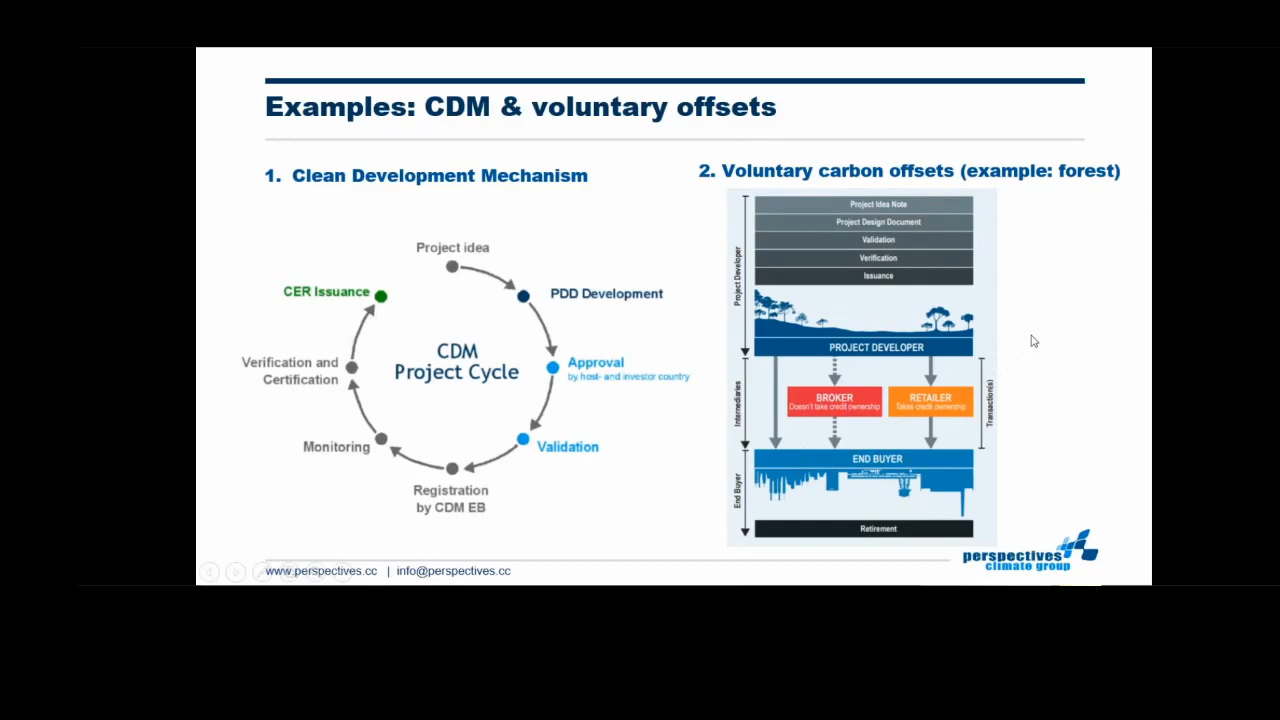 Examples: CDM & voluntary offsets
1. Clean Development Mechanism
Project idea
CER Issuance
PDD Development
CDM
Project Cycle
Approval
by host- and investor country
Verification and
Certification
Monitoring
Validation
Registration
by CDM EB
2. Voluntary carbon offsets (example: forest)
Project Developer
Project Idea Note
Project Design Document
Validation
Verification
Issuance
PROJECT DEVELOPER
Intermediaries
BROKER
Doesn't take credit ownership
RETAILER
Takes credit ownership
Transaction(s)
END BUYER
End Buyer
Retirement
www.perspectives.cc | info@perspectives.cc
perspectives
climate group